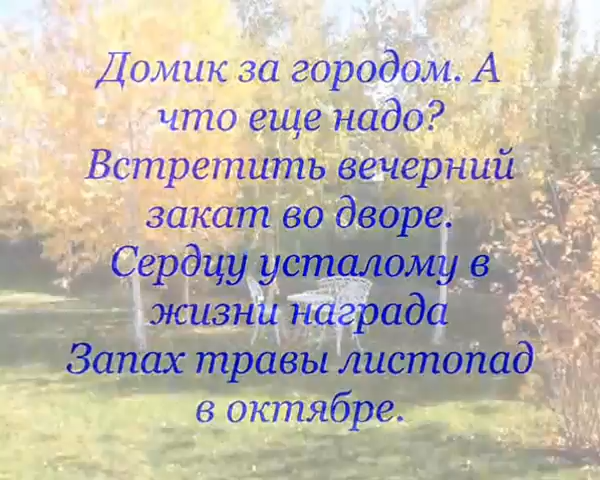 Домик за городом. А
что еще надо?
Встретить вечерний
закат во дворе.
Сердцу усталому в
жизни награда
Запах травы листопад
в октябре.